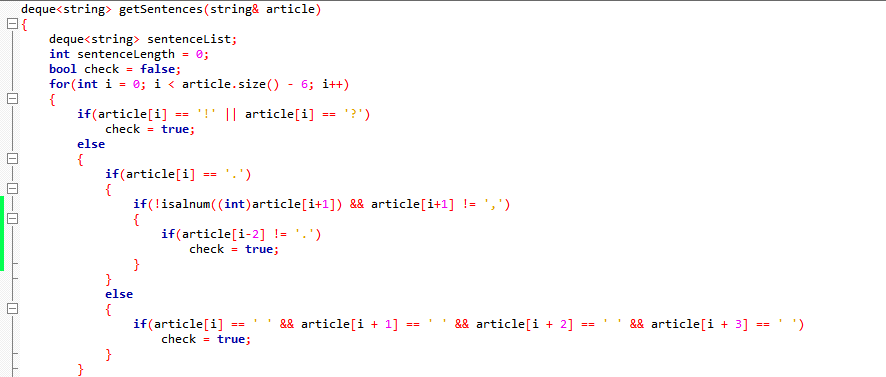 deque<string> getSentences(string& article)
{
    deque<string> sentenceList;
    int sentenceLength = 0;
    bool check = false;
    for(int i = 0; i < article.size() - 6; i++)
    {
        if(article[i] == '!' || article[i] == '?')
            check = true;
        else
        {
            if(article[i] == '.')
            {
                if(!isalnum((int)article[i+1]) && article[i+1] != ',')
                {
                    if(article[i-2] != '.')
                        check = true;
                }
            }
            else
            {
                if(article[i] == ' ' && article[i + 1] == ' ' && article[i + 2] == ' ' && article[i + 3] == ' ')
                    check = true;
            }
        }